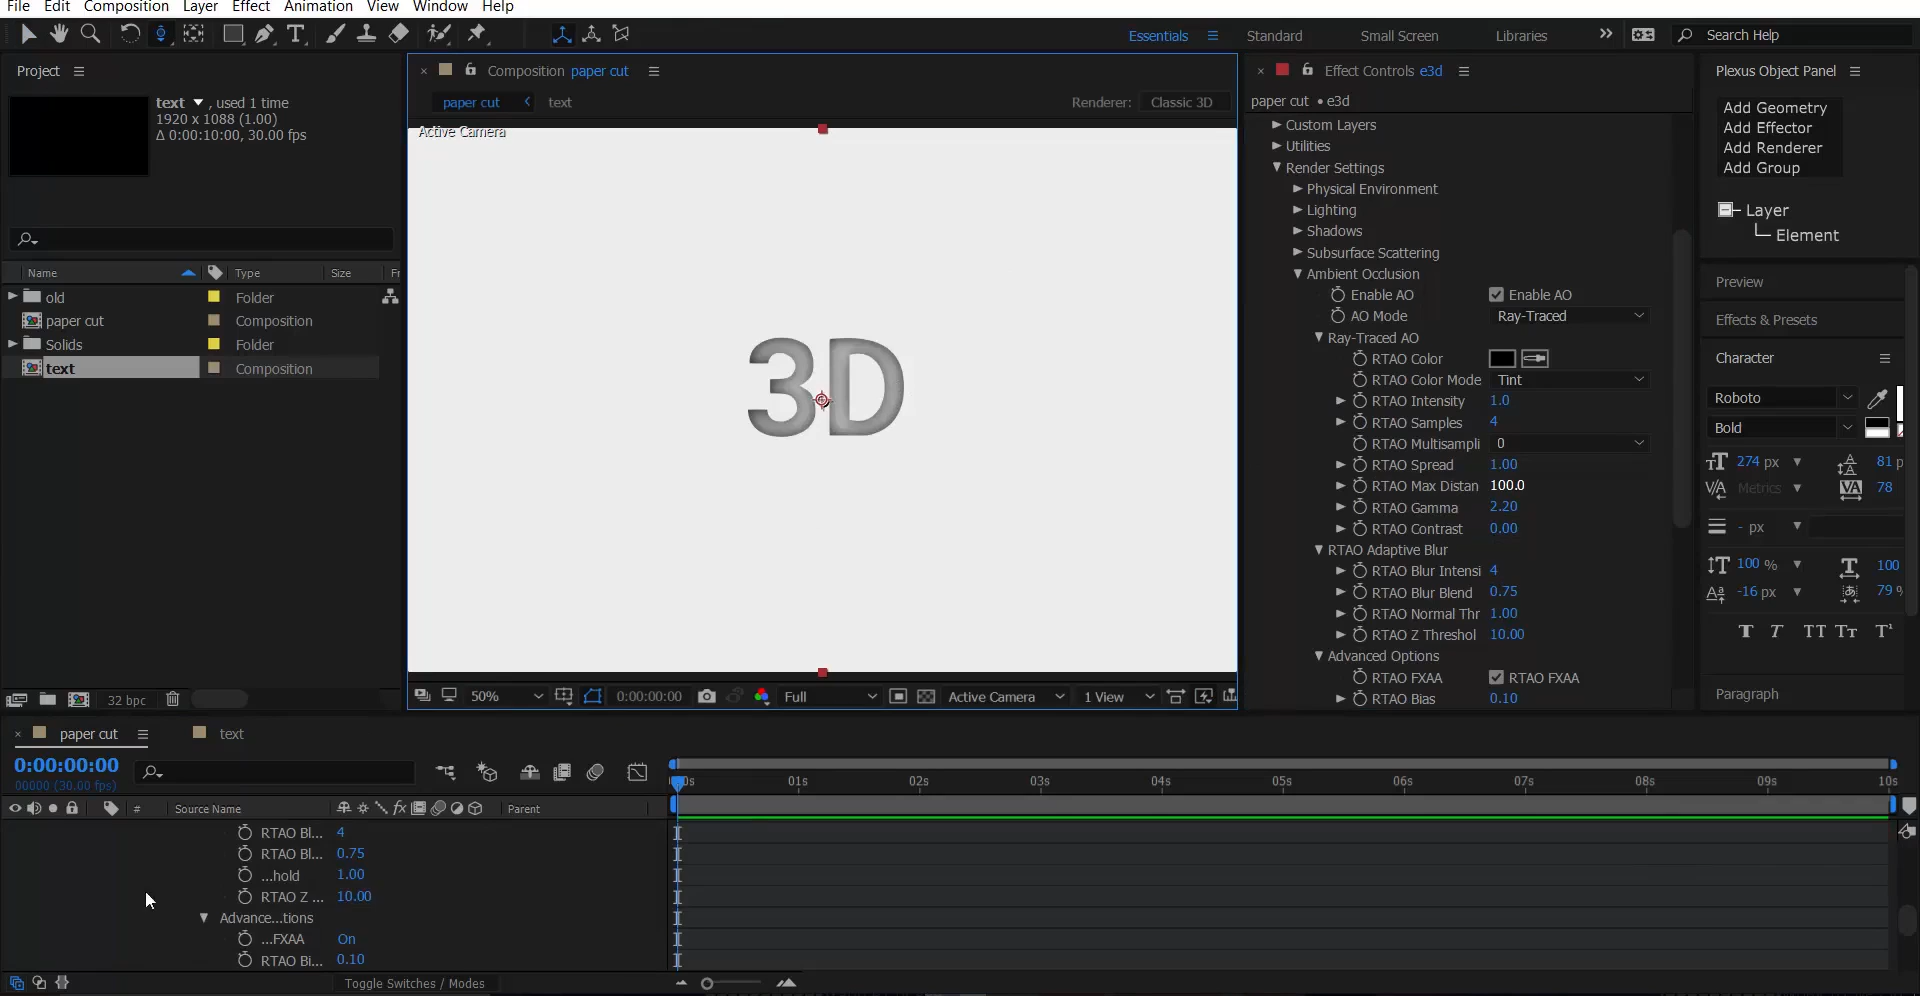 File Edit Composition Layer Effect Animation View Window Help
Essentials Standard Small Screen Libraries Search Help
Project
text , used 1 time
1920 x 1088 (1.00)
Δ 0:00:10:00, 30.00 fps
Name Type Size Fr
old Folder
paper cut Composition
Solids Folder
text Composition
32 bpc
Composition paper cut
paper cut text Renderer: Classic 3D
Active Camera
3D
50% 0:00:00:00 Full Active Camera 1 View
Effect Controls e3d
paper cut • e3d
Custom Layers
Utilities
Render Settings
Physical Environment
Lighting
Shadows
Subsurface Scattering
Ambient Occlusion
Enable AO Enable AO
AO Mode Ray-Traced
Ray-Traced AO
RTAO Color
RTAO Color Mode Tint
RTAO Intensity 1.0
RTAO Samples 4
RTAO Multisampli 0
RTAO Spread 1.00
RTAO Max Distan 100.0
RTAO Gamma 2.20
RTAO Contrast 0.00
RTAO Adaptive Blur
RTAO Blur Intensi 4
RTAO Blur Blend 0.75
RTAO Normal Thr 1.00
RTAO Z Threshol 10.00
Advanced Options
RTAO FXAA RTAO FXAA
RTAO Bias 0.10
Plexus Object Panel
Add Geometry
Add Effector
Add Renderer
Add Group
Layer
Element
Preview
Effects & Presets
Character
Roboto
Bold
274 px 81 p
Metrics 78
- px
100 % 100
-16 px 79 %
T T TT Tт T¹
Paragraph
paper cut text
0:00:00:00
00000 (30.00 fps)
0s 01s 02s 03s 04s 05s 06s 07s 08s 09s 10s
# Source Name Parent
RTAO Bl... 4
RTAO Bl... 0.75
...hold 1.00
RTAO Z ... 10.00
Advance...tions
...FXAA On
RTAO Bi... 0.10
Toggle Switches / Modes